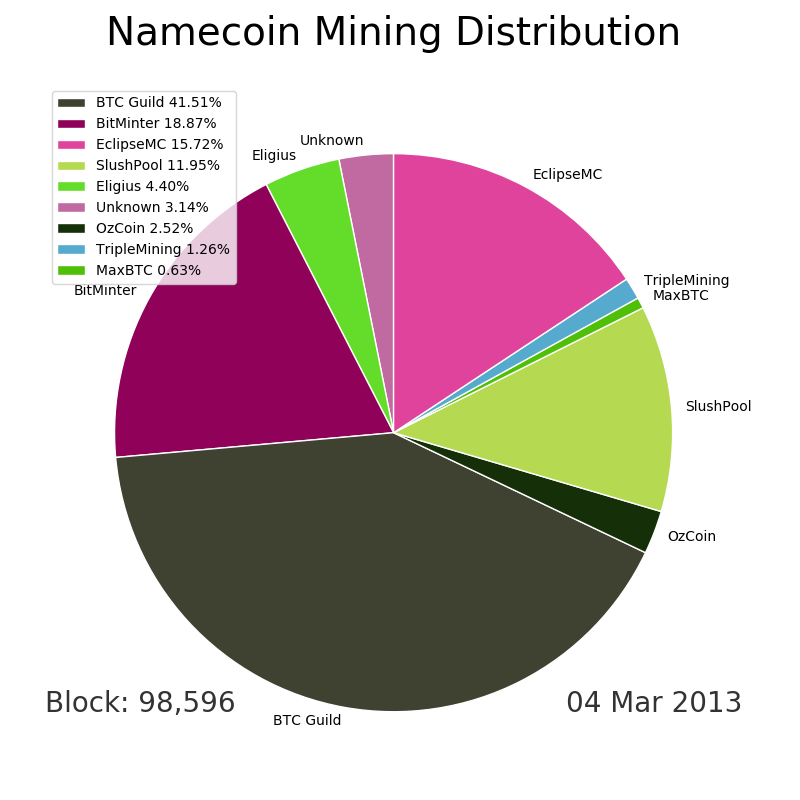 Namecoin Mining Distribution
BTC Guild 41.51%
BitMinter 18.87%
EclipseMC 15.72%
SlushPool 11.95%
Eligius 4.40%
Unknown 3.14%
OzCoin 2.52%
TripleMining 1.26%
MaxBTC 0.63%
Unknown
Eligius
EclipseMC
TripleMining
BitMinter
MaxBTC
SlushPool
OzCoin
Block: 98,596
04 Mar 2013
BTC Guild